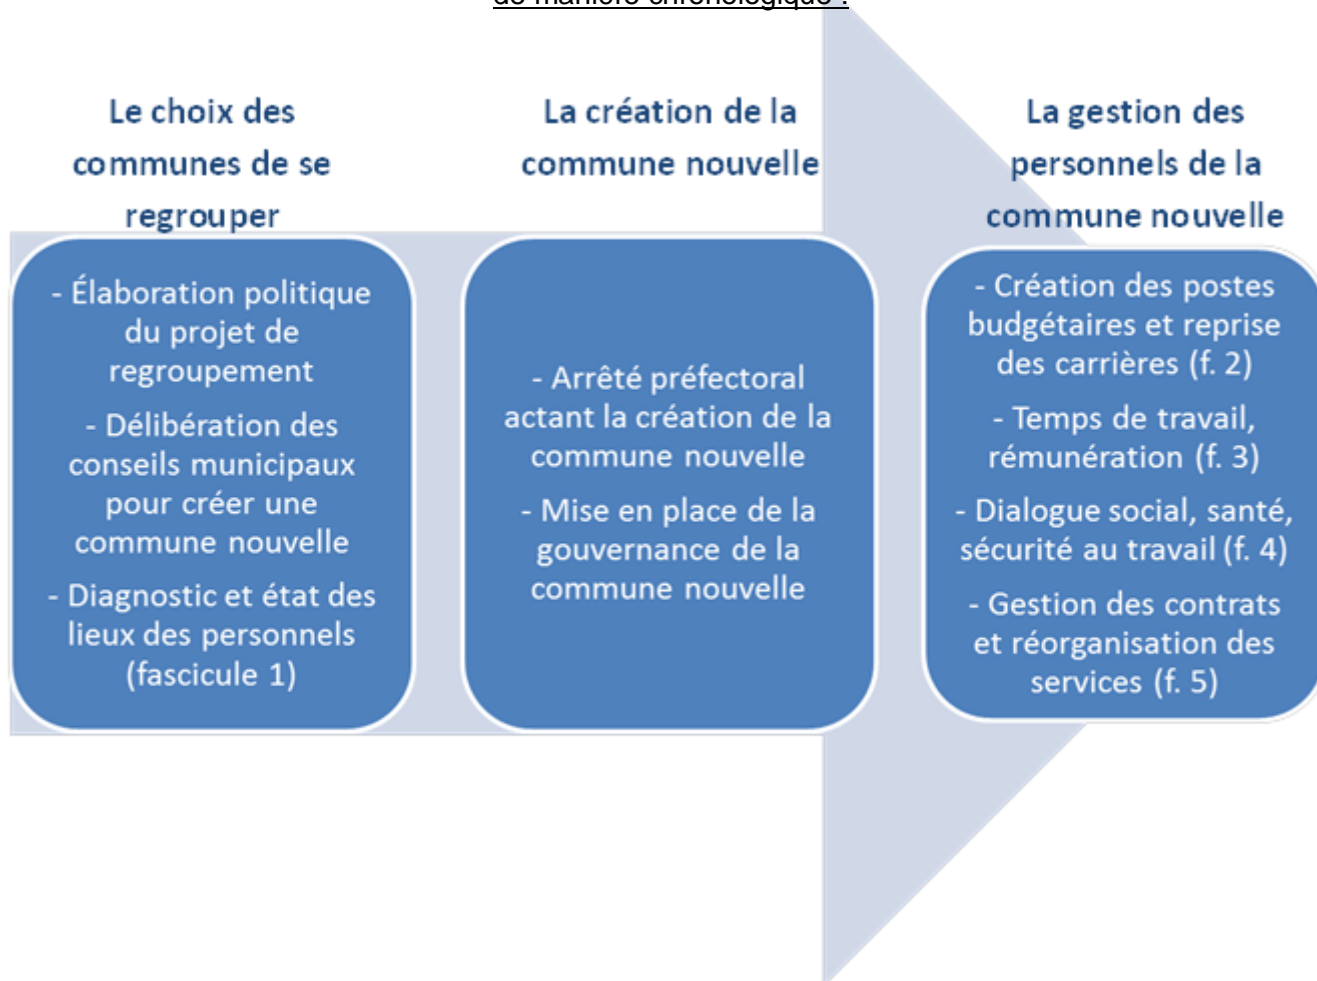 de manière chronologique :
Le choix des
communes de se
regrouper
- Élaboration politique
du projet de
regroupement
- Délibération des
conseils municipaux
pour créer une
commune nouvelle
- Diagnostic et état des
lieux des personnels
(fascicule 1)
La création de la
commune nouvelle
- Arrêté préfectoral
actant la création de la
commune nouvelle
- Mise en place de la
gouvernance de la
commune nouvelle
La gestion des
personnels de la
commune nouvelle
- Création des postes
budgétaires et reprise
des carrières (f. 2)
- Temps de travail,
rémunération (f. 3)
- Dialogue social, santé,
sécurité au travail (f. 4)
- Gestion des contrats
et réorganisation des
services (f. 5)